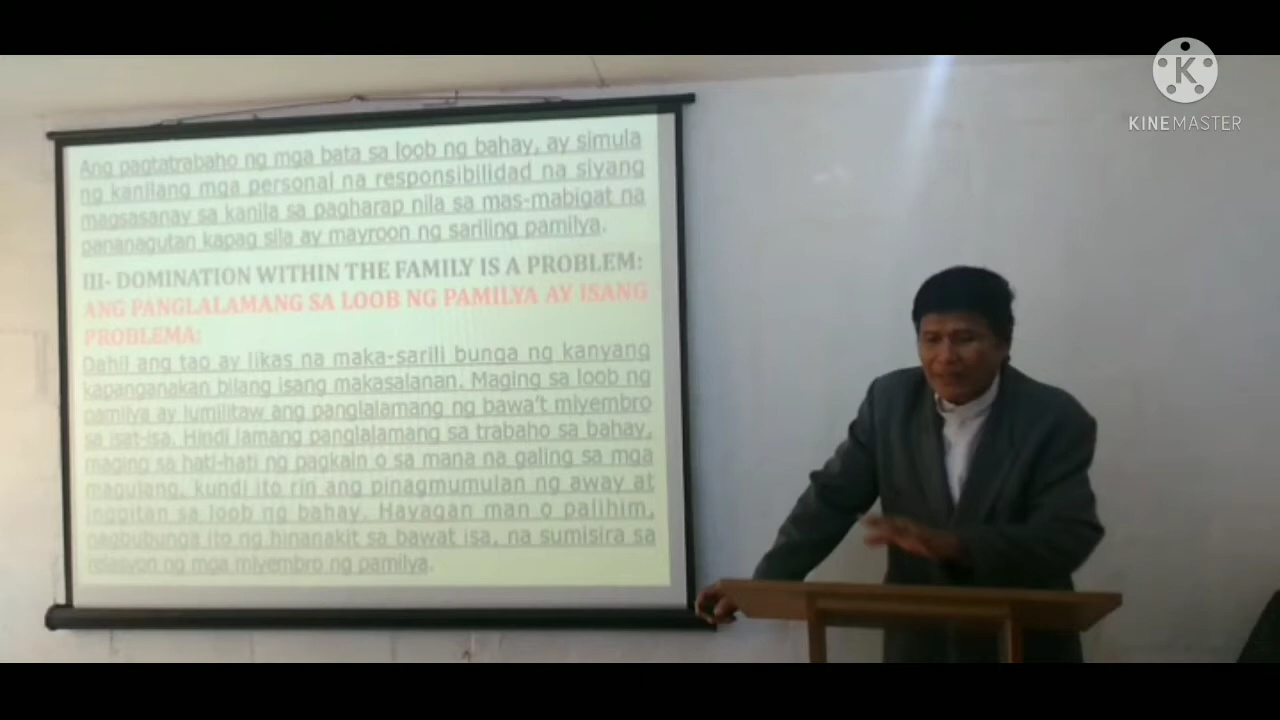 Ang pagtatrabaho ng mga bata sa loob ng bahay, ay simula
ng kanilang mga personal na responsibilidad na siyang
magsasanay sa kanila sa pagharap nila sa mas-mabigat na
pananagutan kapag sila ay mayroon ng sariling pamilya.
III- DOMINATION WITHIN THE FAMILY IS A PROBLEM:
ANG PANGLALAMANG SA LOOB NG PAMILYA AY ISANG
PROBLEMA:
Dahil ang tao ay likas na maka-sarili bunga ng kanyang
kapanganakan bilang isang makasalanan. Maging sa loob ng
pamilya ay lumilitaw ang panglalamang ng bawa't miyembro
sa isat-isa. Hindi lamang panglalamang sa trabaho sa bahay,
maging sa hati-hati ng pagkain o sa mana na galing sa mga
magulang, kundi ito rin ang pinagmumulan ng away at
inggitan sa loob ng bahay. Hayagan man o palihim,
nagbubunga ito ng hinanakit sa bawat isa, na sumisira sa
relasyon ng mga miyembro ng pamilya.
K
KINEMASTER